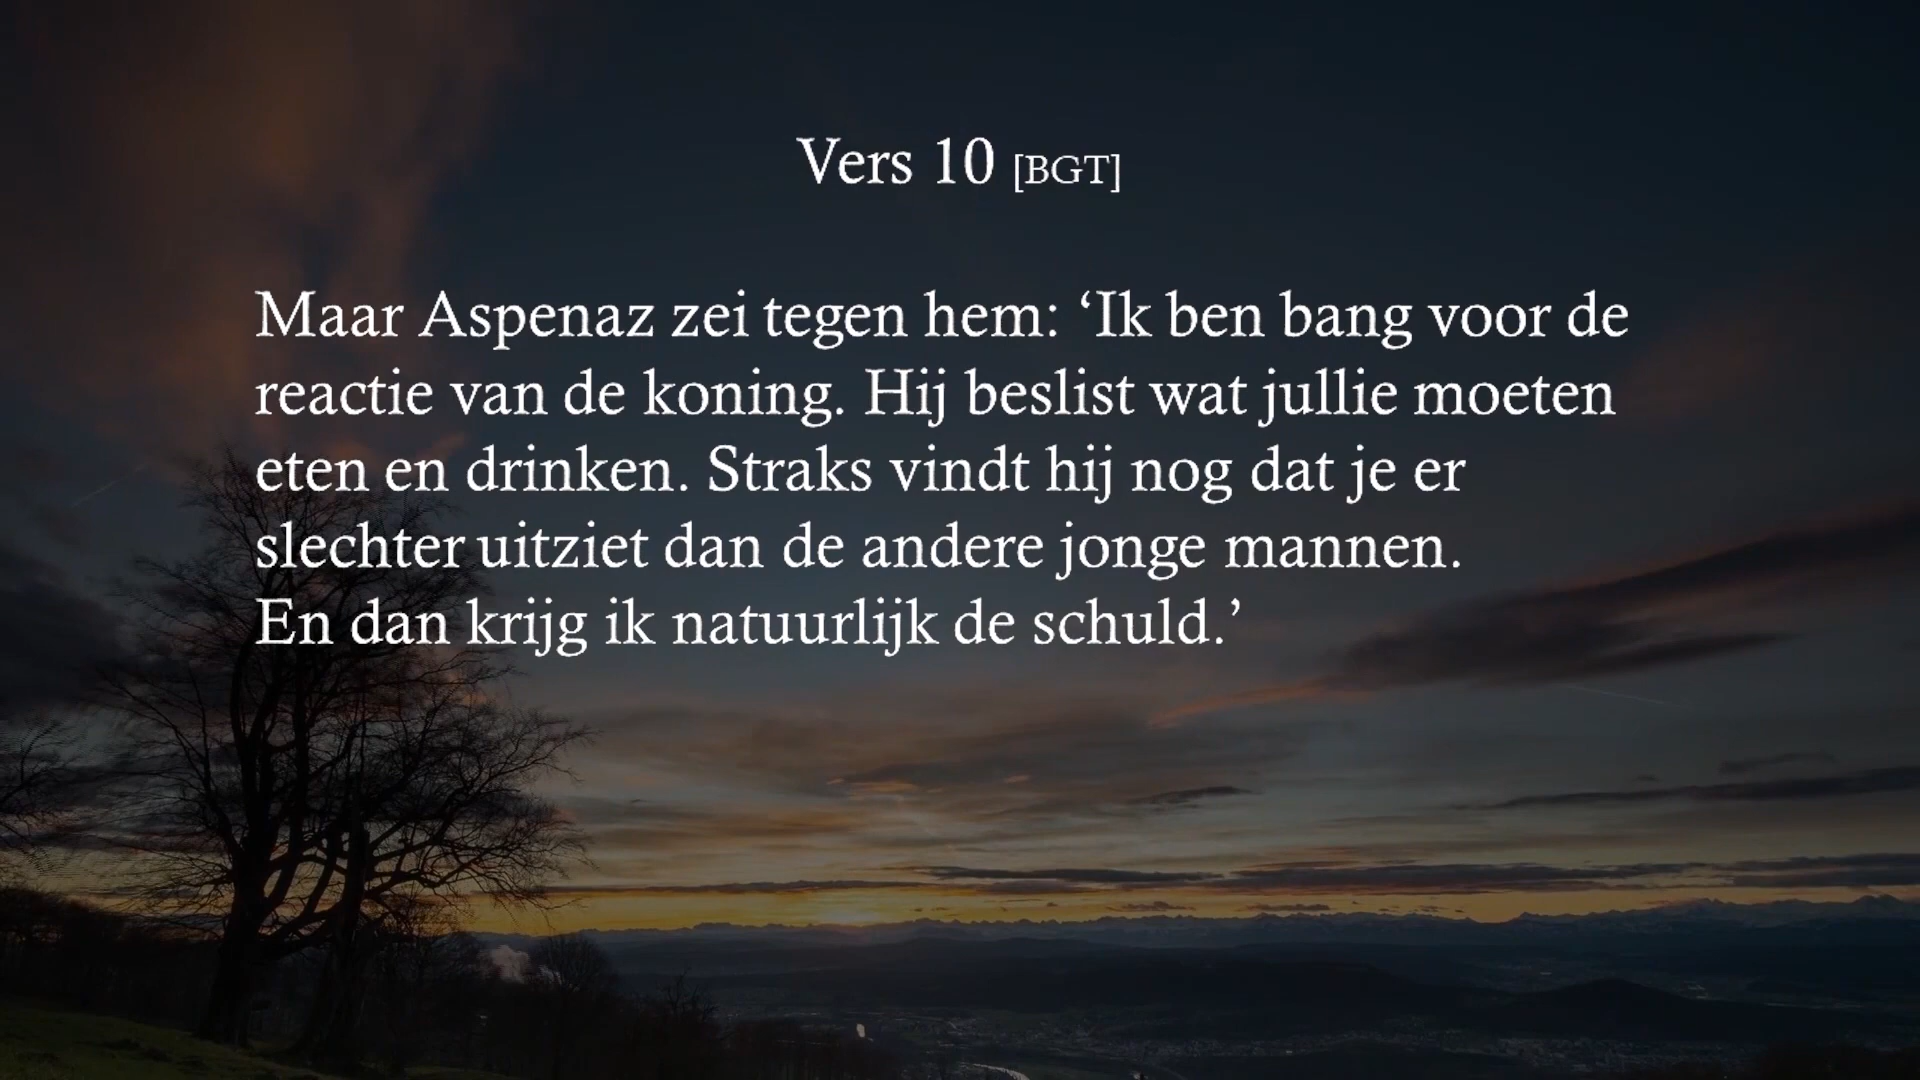 Vers 10 [BGT]
Maar Aspenaz zei tegen hem: ‘Ik ben bang voor de
reactie van de koning. Hij beslist wat jullie moeten
eten en drinken. Straks vindt hij nog dat je er
slechter uitziet dan de andere jonge mannen.
En dan krijg ik natuurlijk de schuld.’